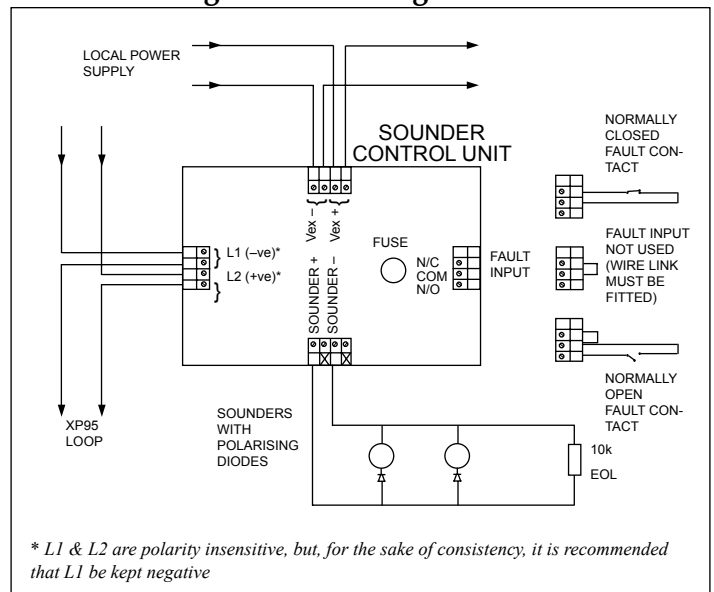 LOCAL POWER
SUPPLY
SOUNDER
CONTROL UNIT
NORMALLY
CLOSED
FAULT CON-
TACT
Vex –
Vex +
L1 (–ve)*
L2 (+ve)*
FUSE
N/C
COM
N/O
FAULT
INPUT
FAULT INPUT
NOT USED
(WIRE LINK
MUST BE
FITTED)
SOUNDER +
SOUNDER –
NORMALLY
OPEN
FAULT CON-
TACT
XP95
LOOP
SOUNDERS
WITH
POLARISING
DIODES
10k
EOL
* L1 & L2 are polarity insensitive, but, for the sake of consistency, it is recommended
that L1 be kept negative